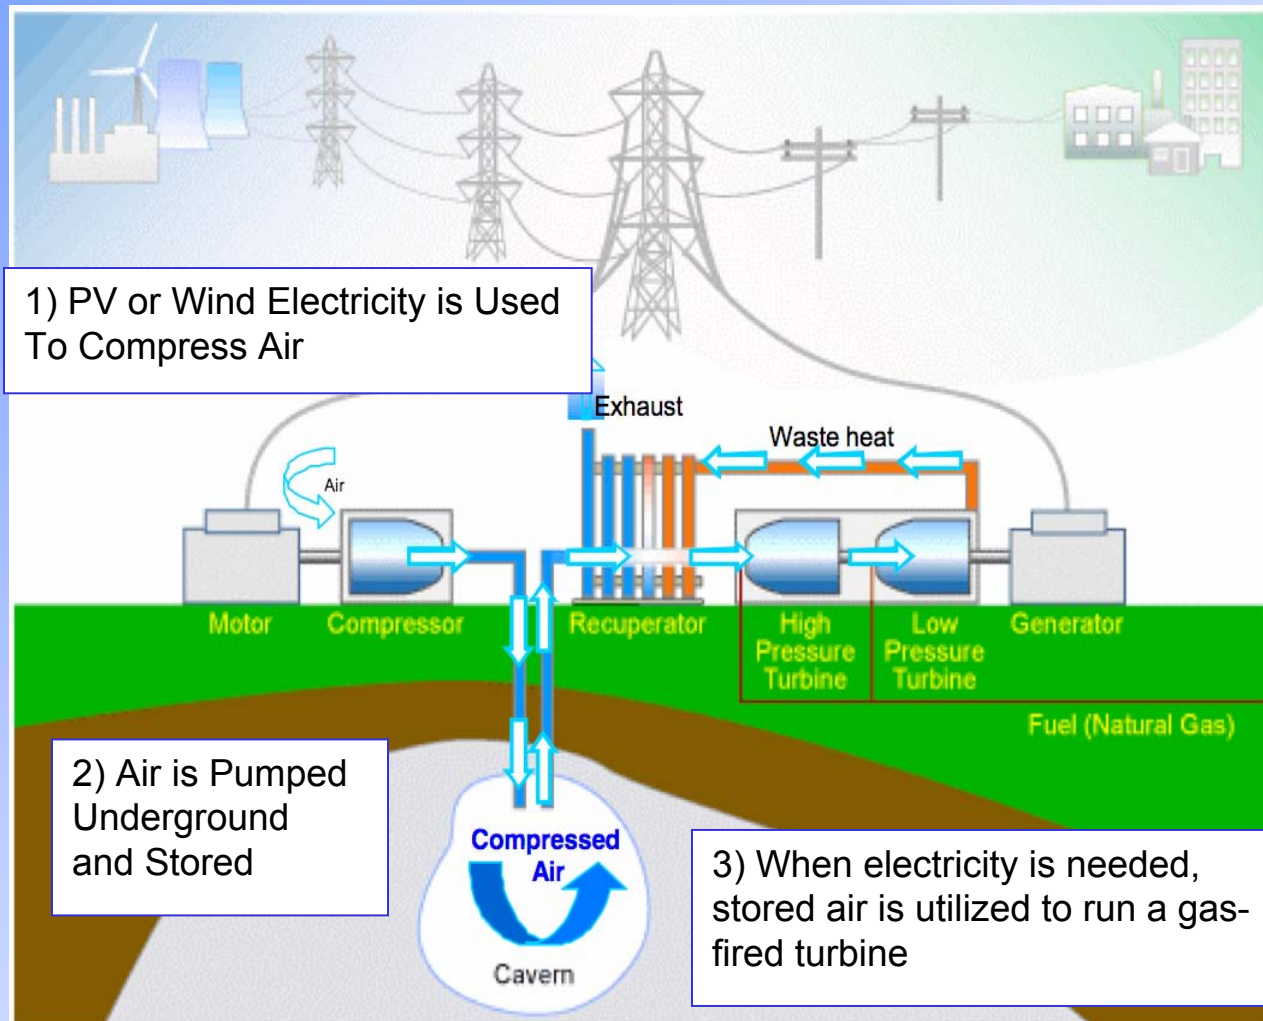 1) PV or Wind Electricity is Used
To Compress Air
Exhaust
Waste heat
Air
Motor
Compressor
Recuperator
High
Pressure
Turbine
Low
Pressure
Turbine
Generator
Fuel (Natural Gas)
2) Air is Pumped
Underground
and Stored
Compressed
Air
Cavern
3) When electricity is needed,
stored air is utilized to run a gas-
fired turbine